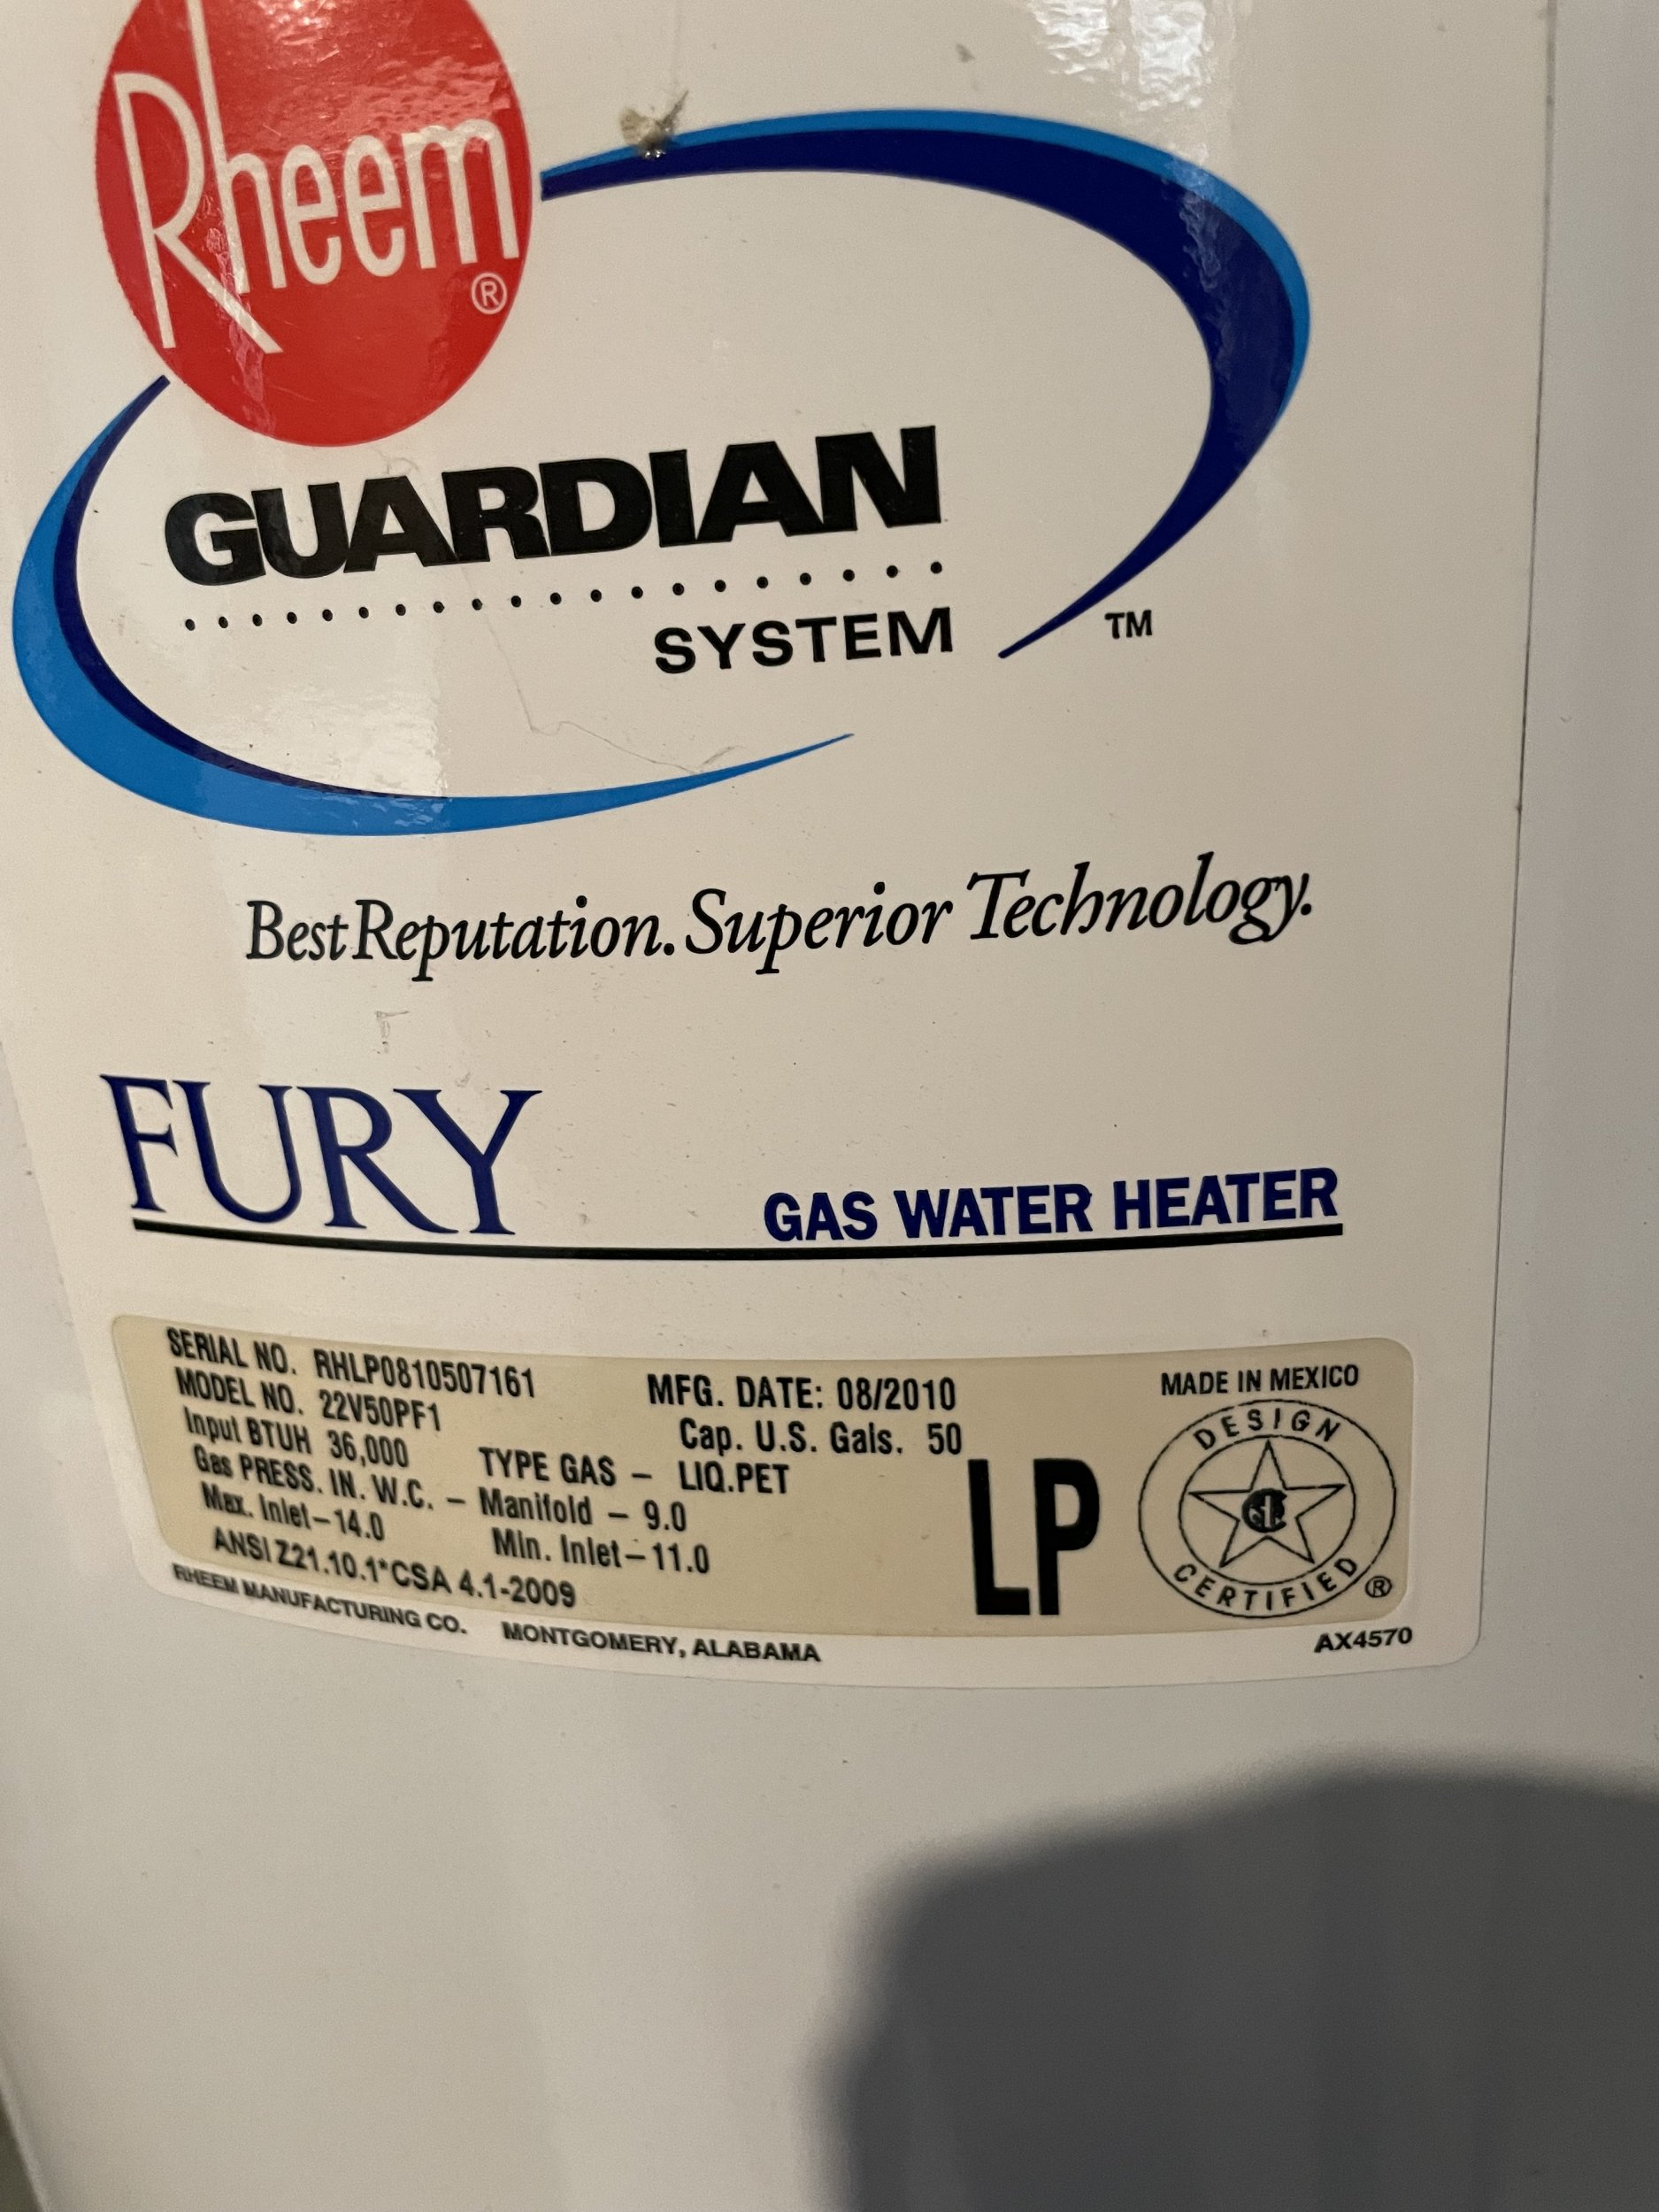 Rheem®
GUARDIAN
SYSTEM ™
Best Reputation. Superior Technology.
FURY GAS WATER HEATER
SERIAL NO. RHLP0810507161 MFG. DATE: 08/2010 MADE IN MEXICO
MODEL NO. 22V50PF1 Cap. U.S. Gals. 50
Input BTUH 36,000 TYPE GAS – LIQ.PET
Gas PRESS. IN. W.C. – Manifold – 9.0
Max. Inlet–14.0 Min. Inlet–11.0
ANSI Z21.10.1*CSA 4.1-2009
LP
DESIGN
CERTIFIED ®
RHEEM MANUFACTURING CO. MONTGOMERY, ALABAMA
AX4570